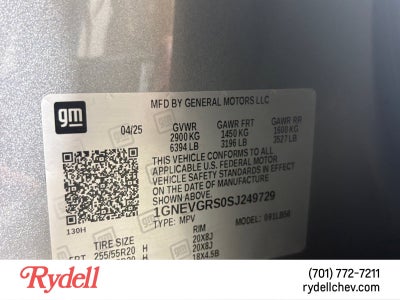 gm
MFD BY GENERAL MOTORS LLC
04/25 GVWR GAWR FRT GAWR RR
2900 KG 1450 KG 1600 KG
6394 LB 3196 LB 3527 LB
THIS VEHICLE CONFORMS TO ALL
APPLICABLE U.S. FEDERAL MOTOR
VEHICLE SAFETY STANDARDS IN EFFECT
ON THE DATE OF MANUFACTURE
SHOWN ABOVE.
1GNEVGRS0SJ249729
139H
TYPE: MPV MODEL:
TIRE SIZE RIM
FRT 255/55R20 H 20X8J
H 20X8J
18X4.5B
Rydell
(701) 772-7211
rydellchev.com